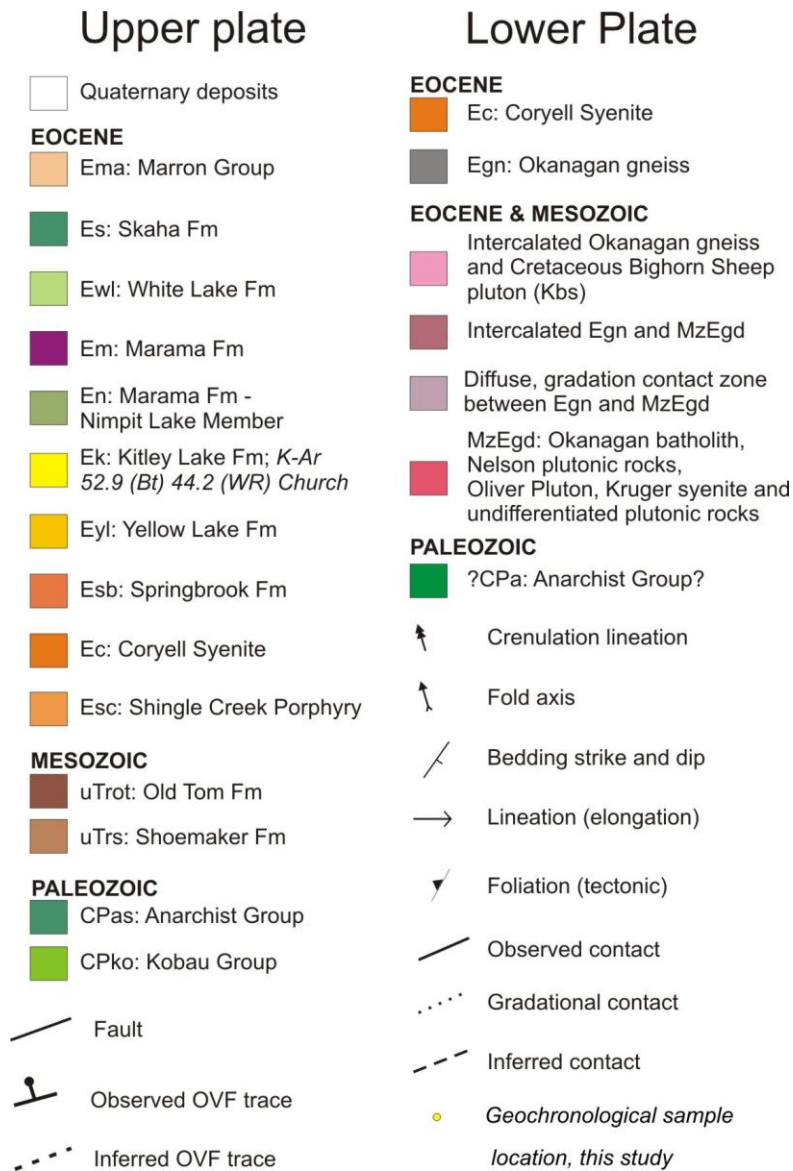 Upper plate
Quaternary deposits
EOCENE
Ema: Marron Group
Es: Skaha Fm
Ewl: White Lake Fm
Em: Marama Fm
En: Marama Fm -
Nimpit Lake Member
Ek: Kitley Lake Fm; K-Ar
52.9 (Bt) 44.2 (WR) Church
Eyl: Yellow Lake Fm
Esb: Springbrook Fm
Ec: Coryell Syenite
Esc: Shingle Creek Porphyry
MESOZOIC
uTrot: Old Tom Fm
uTrs: Shoemaker Fm
PALEOZOIC
CPas: Anarchist Group
CPko: Kobau Group
Fault
Observed OVF trace
Inferred OVF trace
Lower Plate
EOCENE
Ec: Coryell Syenite
Egn: Okanagan gneiss
EOCENE & MESOZOIC
Intercalated Okanagan gneiss
and Cretaceous Bighorn Sheep
pluton (Kbs)
Intercalated Egn and MzEgd
Diffuse, gradation contact zone
between Egn and MzEgd
MzEgd: Okanagan batholith,
Nelson plutonic rocks,
Oliver Pluton, Kruger syenite and
undifferentiated plutonic rocks
PALEOZOIC
?CPa: Anarchist Group?
Crenulation lineation
Fold axis
Bedding strike and dip
Lineation (elongation)
Foliation (tectonic)
Observed contact
Gradational contact
Inferred contact
Geochronological sample
location, this study